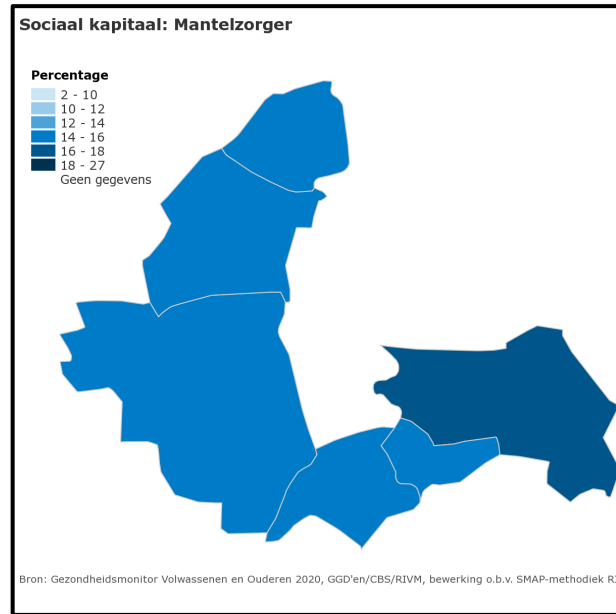 Sociaal kapitaal: Mantelzorger
Percentage
2 - 10
10 - 12
12 - 14
14 - 16
16 - 18
18 - 27
Geen gegevens
Bron: Gezondheidsmonitor Volwassenen en Ouderen 2020, GGD'en/CBS/RIVM, bewerking o.b.v. SMAP-methodiek